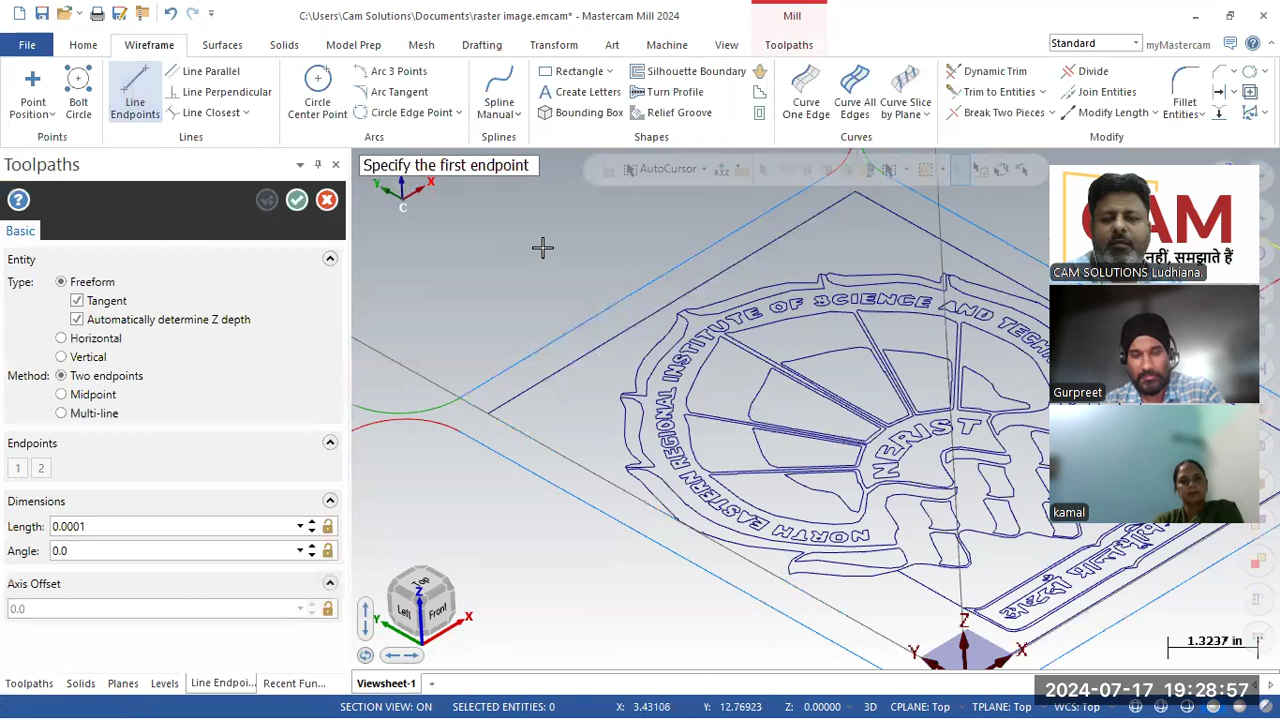 C:\Users\Cam Solutions\Documents\raster image.emcam* - Mastercam Mill 2024
Mill
File
Home
Wireframe
Surfaces
Solids
Model Prep
Mesh
Drafting
Transform
Art
Machine
View
Toolpaths
Standard
myMastercam
Point Position
Bolt Circle
Line Endpoints
Line Parallel
Line Perpendicular
Line Closest
Circle Center Point
Arc 3 Points
Arc Tangent
Circle Edge Point
Spline Manual
Rectangle
Create Letters
Bounding Box
Silhouette Boundary
Turn Profile
Relief Groove
Curve One Edge
Curve All Edges
Curve Slice by Plane
Dynamic Trim
Trim to Entities
Break Two Pieces
Divide
Join Entities
Modify Length
Fillet Entities
Points
Lines
Arcs
Splines
Shapes
Curves
Modify
Toolpaths
Basic
Entity
Type:
Freeform
Tangent
Automatically determine Z depth
Horizontal
Vertical
Method:
Two endpoints
Midpoint
Multi-line
Endpoints
1 2
Dimensions
Length: 0.0001
Angle: 0.0
Axis Offset
0.0
Toolpaths
Solids
Planes
Levels
Line Endpoi...
Recent Fun...
Specify the first endpoint
AutoCursor
Y X
C
NORTH EASTERN REGIONAL INSTITUTE OF SCIENCE AND TECHN
NERIST
Top
Left
Front
Z
Y
X
Z
Y
X
1.3237 in
Viewsheet-1
CAM
नहीं, समझाते हैं
CAM SOLUTIONS Ludhiana.
Gurpreet
kamal
2024-07-17 19:28:57
SECTION VIEW: ON
SELECTED ENTITIES: 0
X: 3.43108
Y: 12.76923
Z: 0.00000
3D
CPLANE: Top
TPLANE: Top
WCS: Top